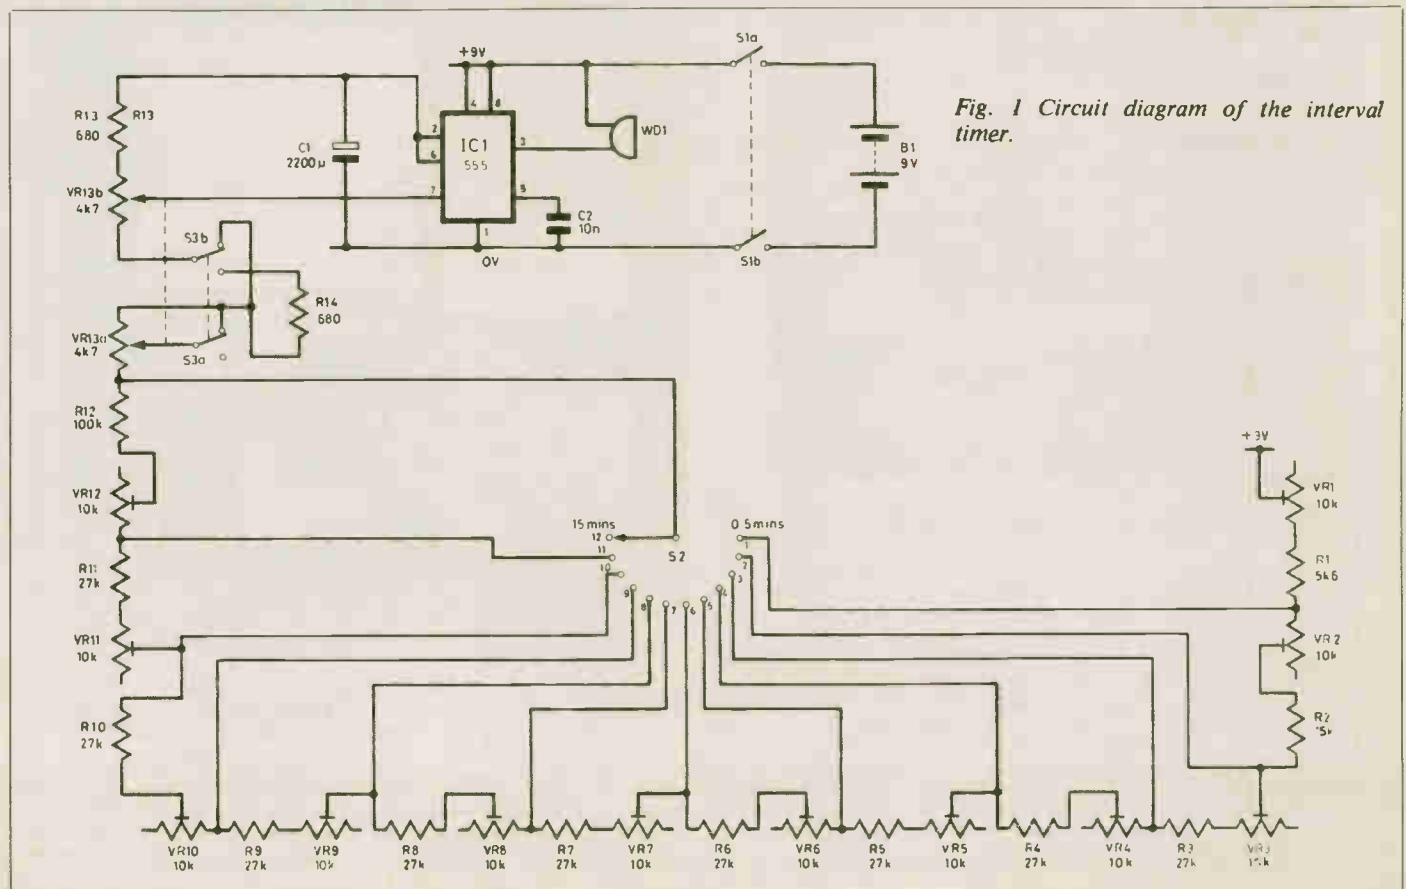 Fig. 1 Circuit diagram of the interval
timer.
+9V
S1a
R13
680
R13
C1
2200µ
4
8
2
6
7
IC1
555
3
5
1
WD1
B1
9V
VR13b
4k7
C2
10n
S3b
0V
S1b
R14
680
VR13a
4k7
S3a
R12
100k
VR12
10k
15mins
12
11
10
9
8
7
6
5
4
3
2
1
S2
0 5mins
+9V
VR1
10k
R1
5k6
R11
27k
VR11
10k
VR2
10k
R10
27k
R2
VR10
10k
R9
27k
VR9
10k
R8
27k
VR8
10k
R7
27k
VR7
10k
R6
27k
VR6
10k
R5
27k
VR5
10k
R4
27k
VR4
10k
R3
27k
VR3